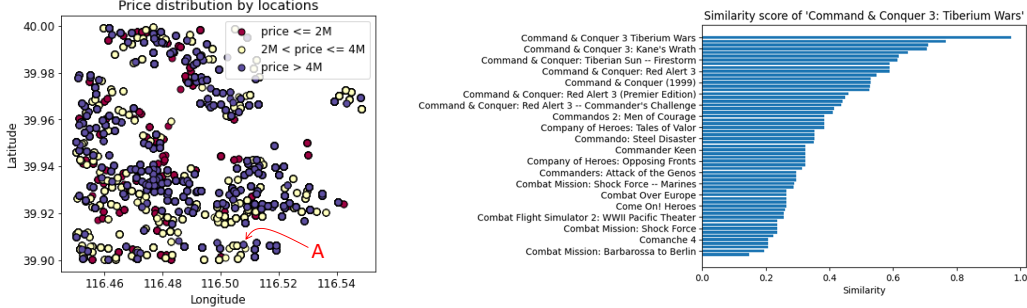 Price distribution by locations
price <= 2M
2M < price <= 4M
price > 4M
40.00
39.98
39.96
39.94
39.92
39.90
Latitude
A
116.46
116.48
116.50
116.52
116.54
Longitude
Similarity score of 'Command & Conquer 3: Tiberium Wars'
Command & Conquer 3 Tiberium Wars
Command & Conquer 3: Kane's Wrath
Command & Conquer: Tiberian Sun -- Firestorm
Command & Conquer: Red Alert 3
Command & Conquer (1999)
Command & Conquer: Red Alert 3 (Premier Edition)
Command & Conquer: Red Alert 3 -- Commander's Challenge
Commandos 2: Men of Courage
Company of Heroes: Tales of Valor
Commando: Steel Disaster
Commander Keen
Company of Heroes: Opposing Fronts
Commanders: Attack of the Genos
Combat Mission: Shock Force -- Marines
Combat Over Europe
Come On! Heroes
Combat Flight Simulator 2: WWII Pacific Theater
Combat Mission: Shock Force
Comanche 4
Combat Mission: Barbarossa to Berlin
0.0
0.2
0.4
0.6
0.8
1.0
Similarity